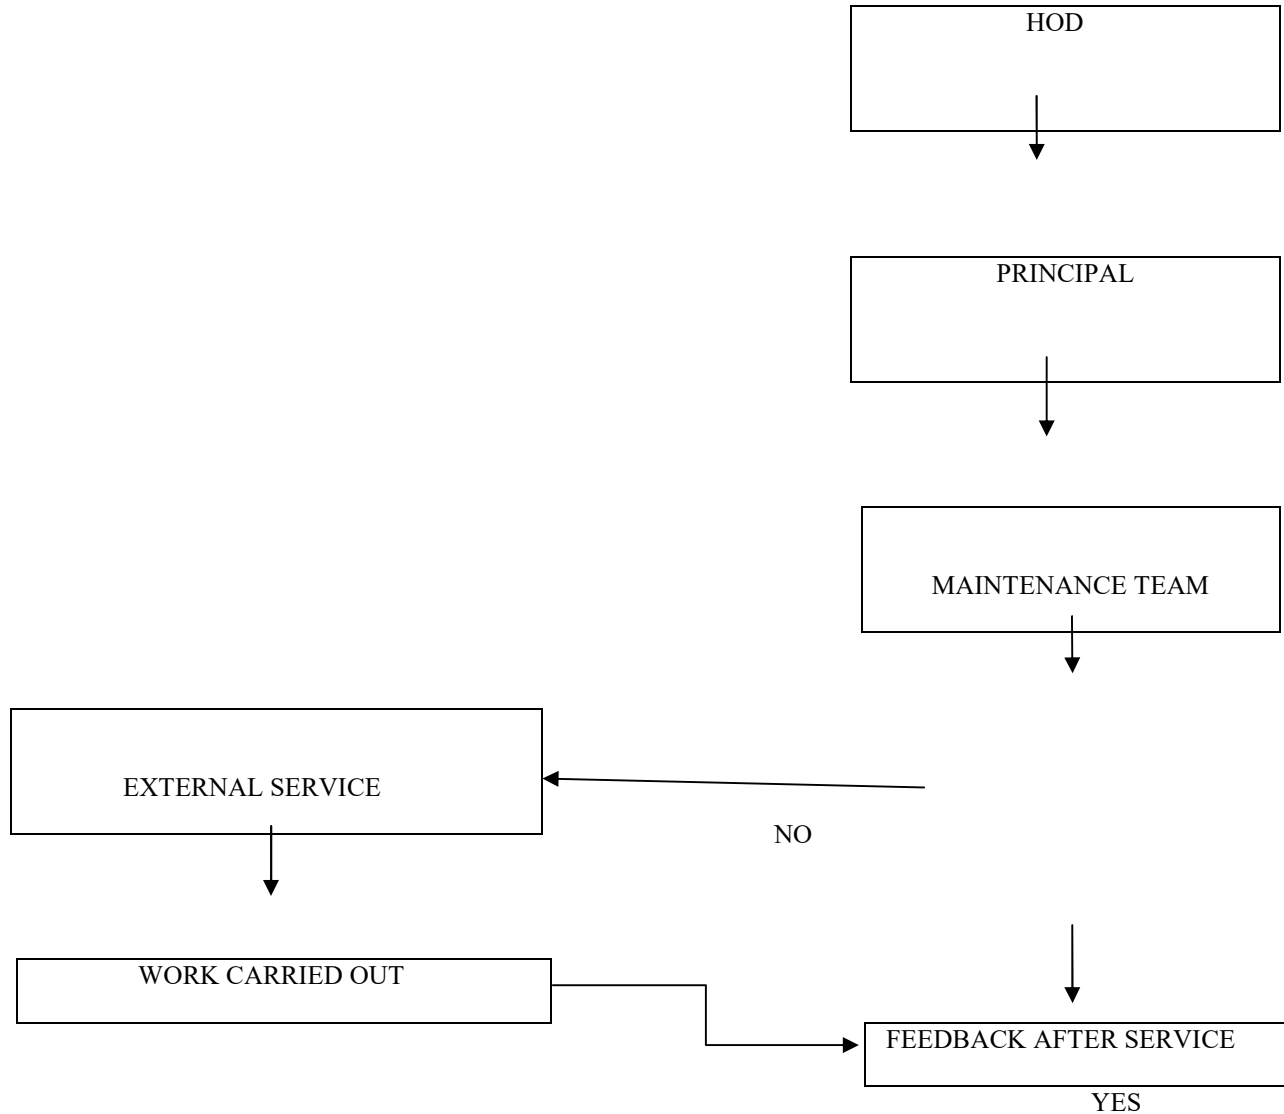 HOD
PRINCIPAL
MAINTENANCE TEAM
EXTERNAL SERVICE
NO
WORK CARRIED OUT
FEEDBACK AFTER SERVICE
YES